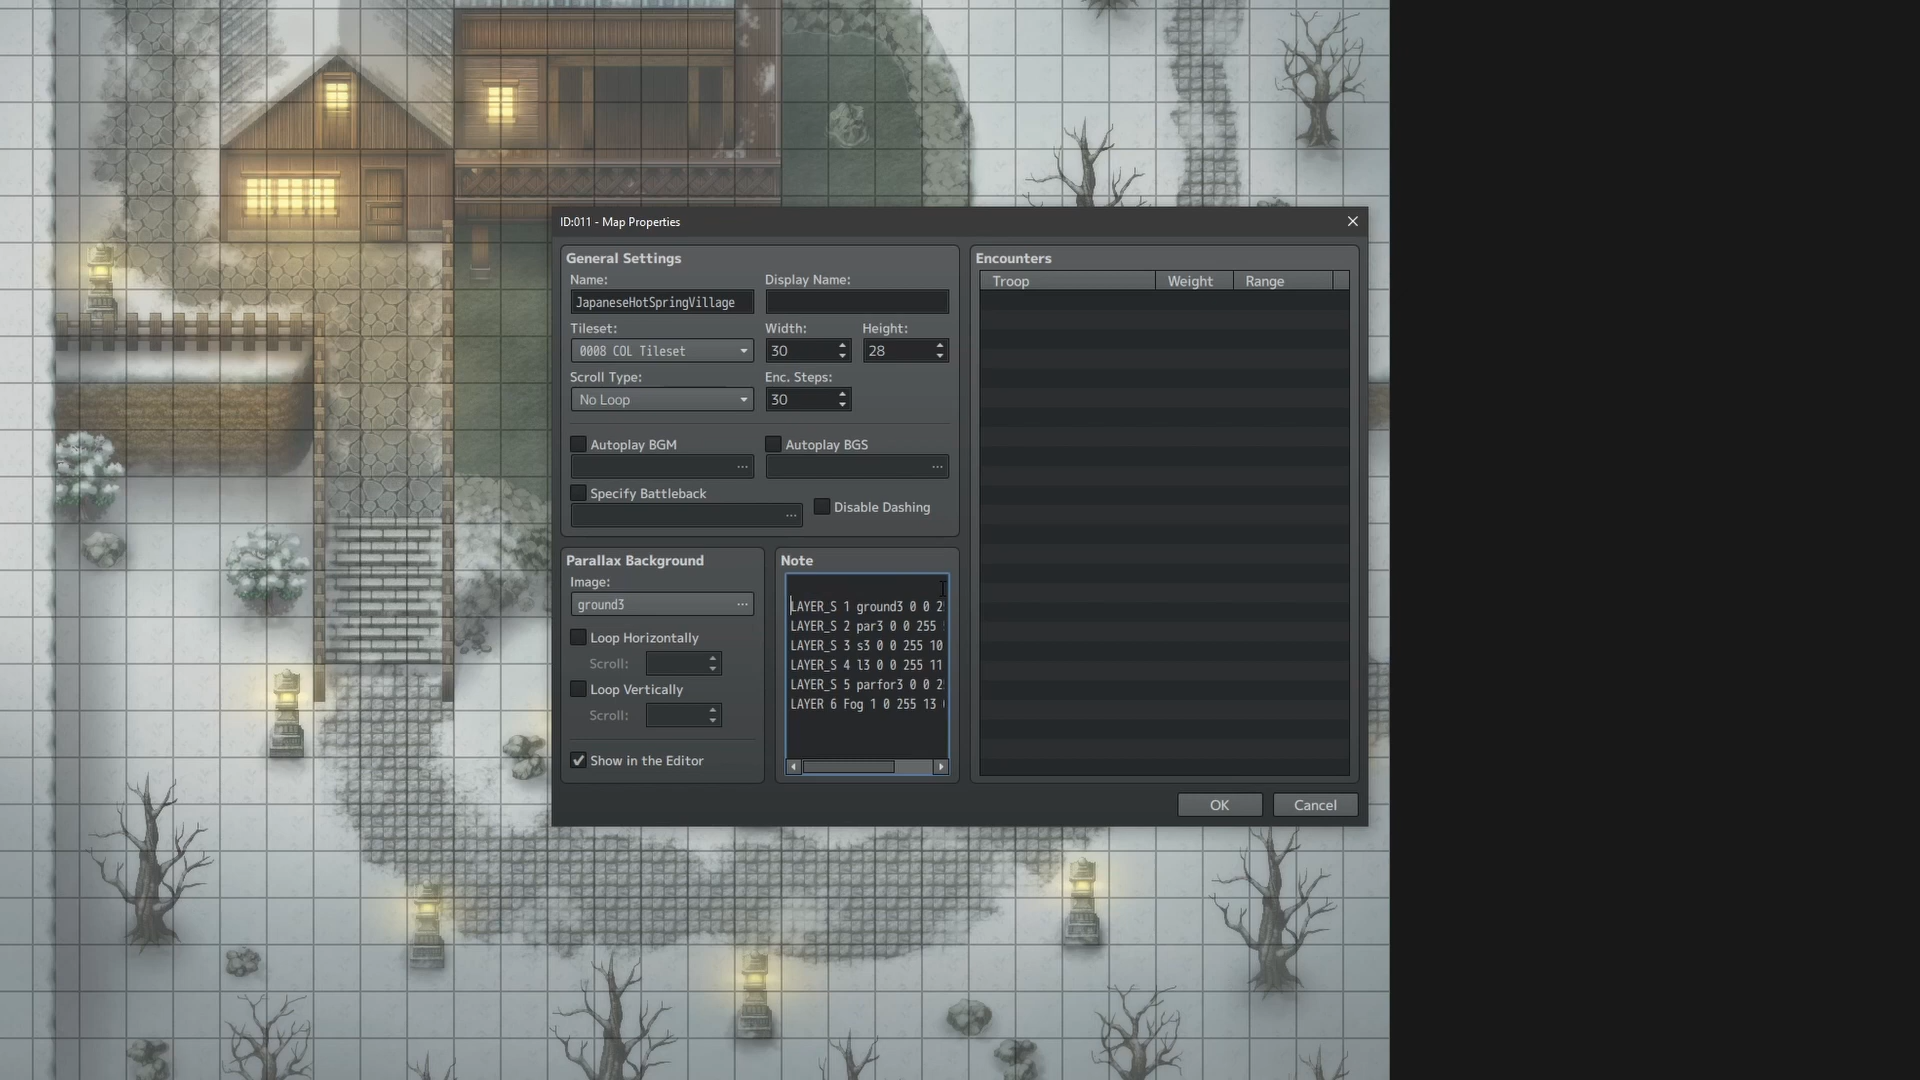 ID:011 - Map Properties
General Settings
Name:
Display Name:
JapaneseHotSpringVillage
Tileset:
Width:
Height:
0008 COL Tileset
30
28
Scroll Type:
Enc. Steps:
No Loop
30
Autoplay BGM
Autoplay BGS
...
...
Specify Battleback
...
Disable Dashing
Parallax Background
Image:
ground3
...
Loop Horizontally
Scroll:
Loop Vertically
Scroll:
Show in the Editor
Note
LAYER_S 1 ground3 0 0
LAYER_S 2 par3 0 0 255
LAYER_S 3 s3 0 0 255 10
LAYER_S 4 l3 0 0 255 11
LAYER_S 5 parfor3 0 0
LAYER 6 Fog 1 0 255 13
Encounters
Troop
Weight
Range
OK
Cancel